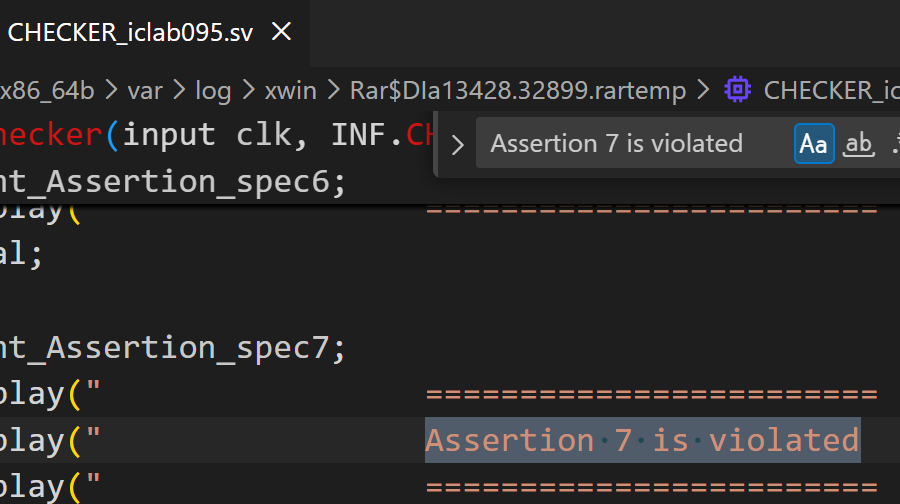 CHECKER_iclab095.sv
x86_64b > var > log > xwin > Rar$DIa13428.32899.rartemp > CHECKER_ic
hecker(input clk, INF.CH
> Assertion 7 is violated Aa ab .*
nt_Assertion_spec6;
play(" ========================
al;
nt_Assertion_spec7;
play(" ========================
play(" Assertion 7 is violated
play(" ========================